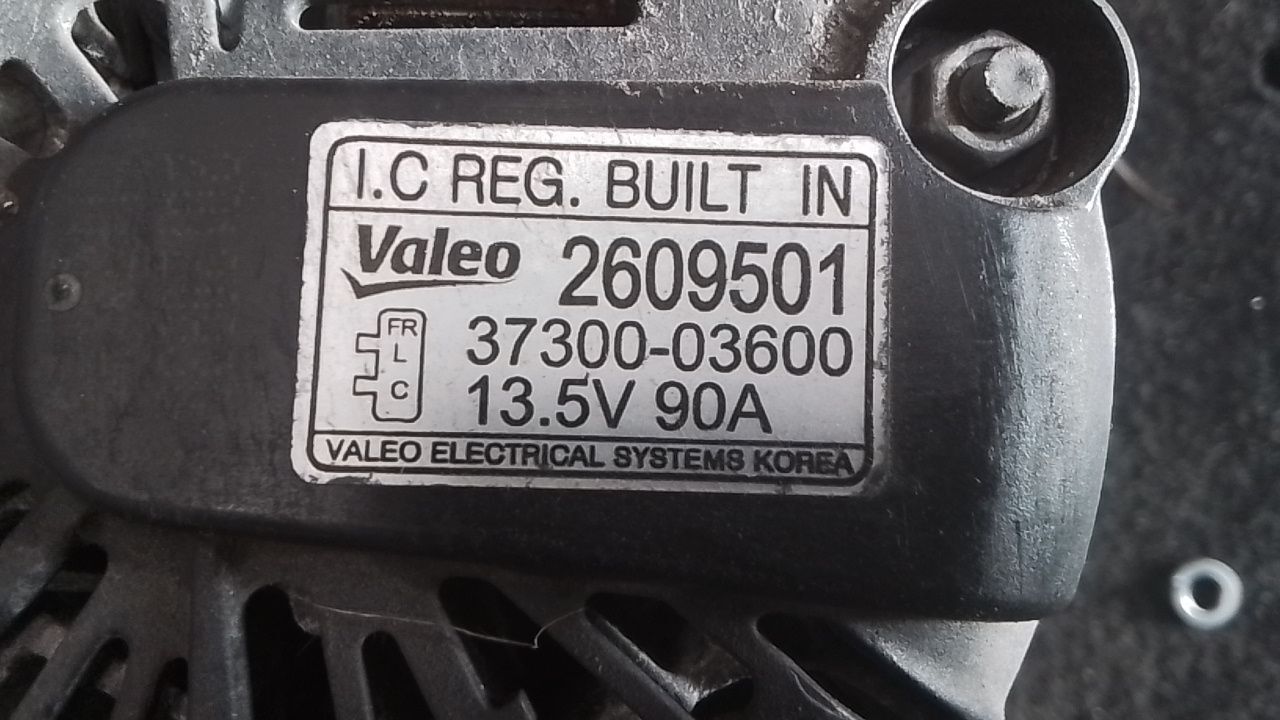 I.C REG. BUILT IN
Valeo 2609501
FR
L
C
37300-03600
13.5V 90A
VALEO ELECTRICAL SYSTEMS KOREA